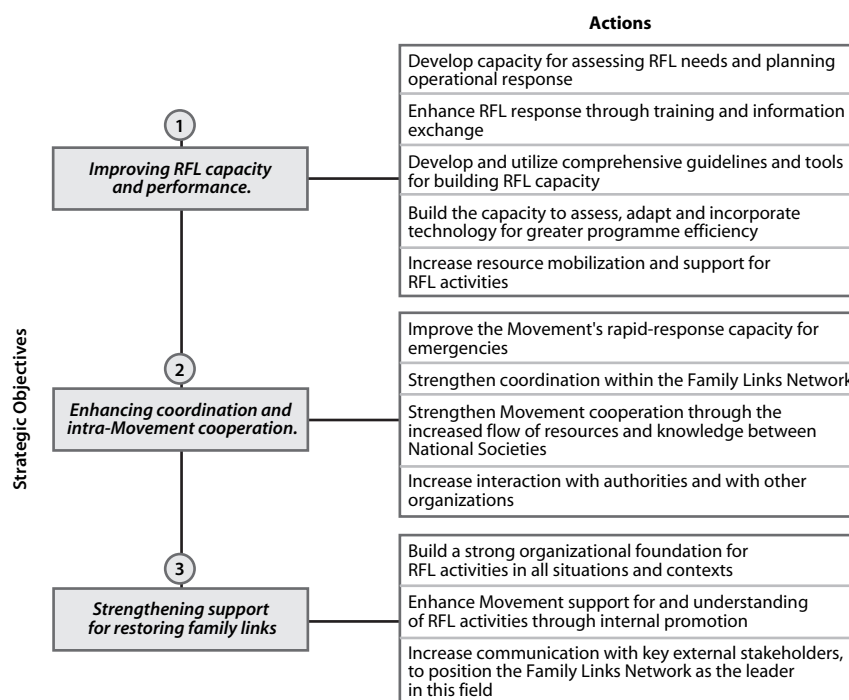 Actions
Strategic Objectives
1
Improving RFL capacity
and performance.
Develop capacity for assessing RFL needs and planning
operational response
Enhance RFL response through training and information
exchange
Develop and utilize comprehensive guidelines and tools
for building RFL capacity
Build the capacity to assess, adapt and incorporate
technology for greater programme efficiency
Increase resource mobilization and support for
RFL activities
2
Enhancing coordination and
intra-Movement cooperation.
Improve the Movement's rapid-response capacity for
emergencies
Strengthen coordination within the Family Links Network
Strengthen Movement cooperation through the
increased flow of resources and knowledge between
National Societies
Increase interaction with authorities and with other
organizations
3
Strengthening support
for restoring family links
Build a strong organizational foundation for
RFL activities in all situations and contexts
Enhance Movement support for and understanding
of RFL activities through internal promotion
Increase communication with key external stakeholders,
to position the Family Links Network as the leader
in this field